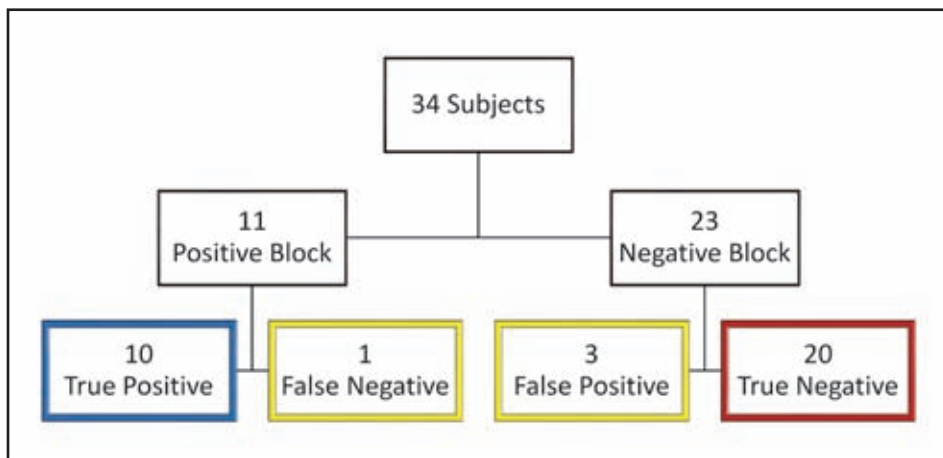 34 Subjects
11
Positive Block
23
Negative Block
10
True Positive
1
False Negative
3
False Positive
20
True Negative